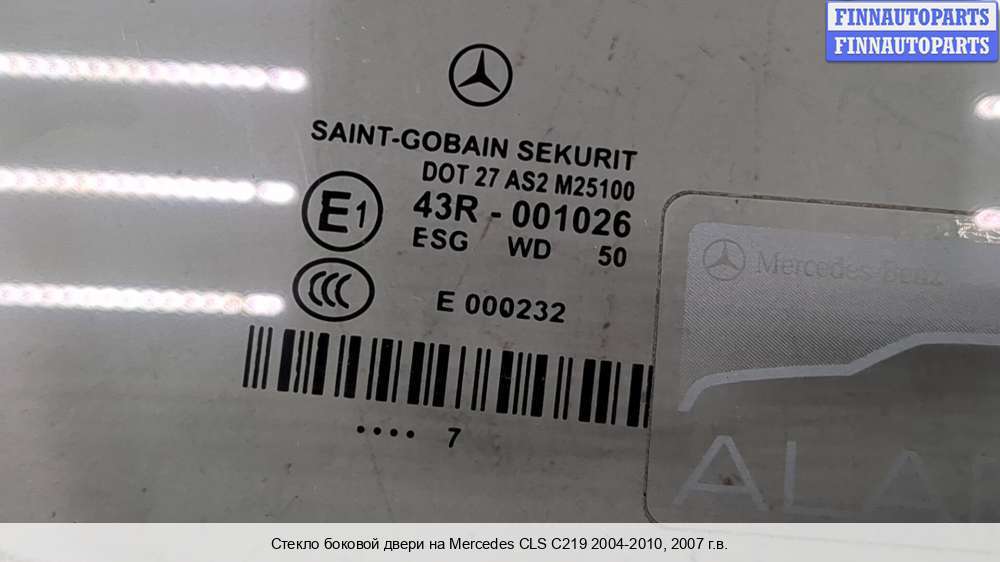 FINNAUTOPARTS
FINNAUTOPARTS
SAINT-GOBAIN SEKURIT
DOT 27 AS2 M25100
E1
43R - 001026
ESG WD 50
CCC
E 000232
•••• 7
Mercedes-Benz
Стекло боковой двери на Mercedes CLS C219 2004-2010, 2007 г.в.